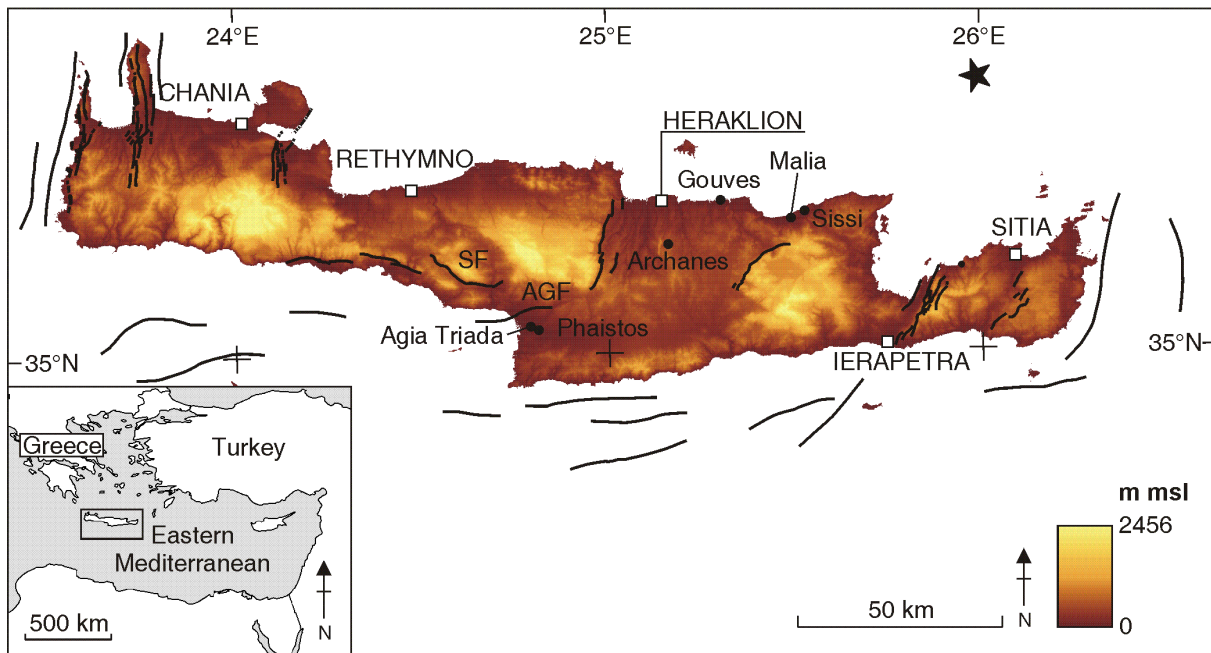 24°E
25°E
26°E
CHANIA
HERAKLION
RETHYMNO
Malia
Gouves
Sissi
SITIA
SF
Archanes
AGF
Agia Triada
Phaistos
35°N
35°N
IERAPETRA
Greece
Turkey
Eastern
Mediterranean
500 km
N
50 km
N
m msl
2456
0